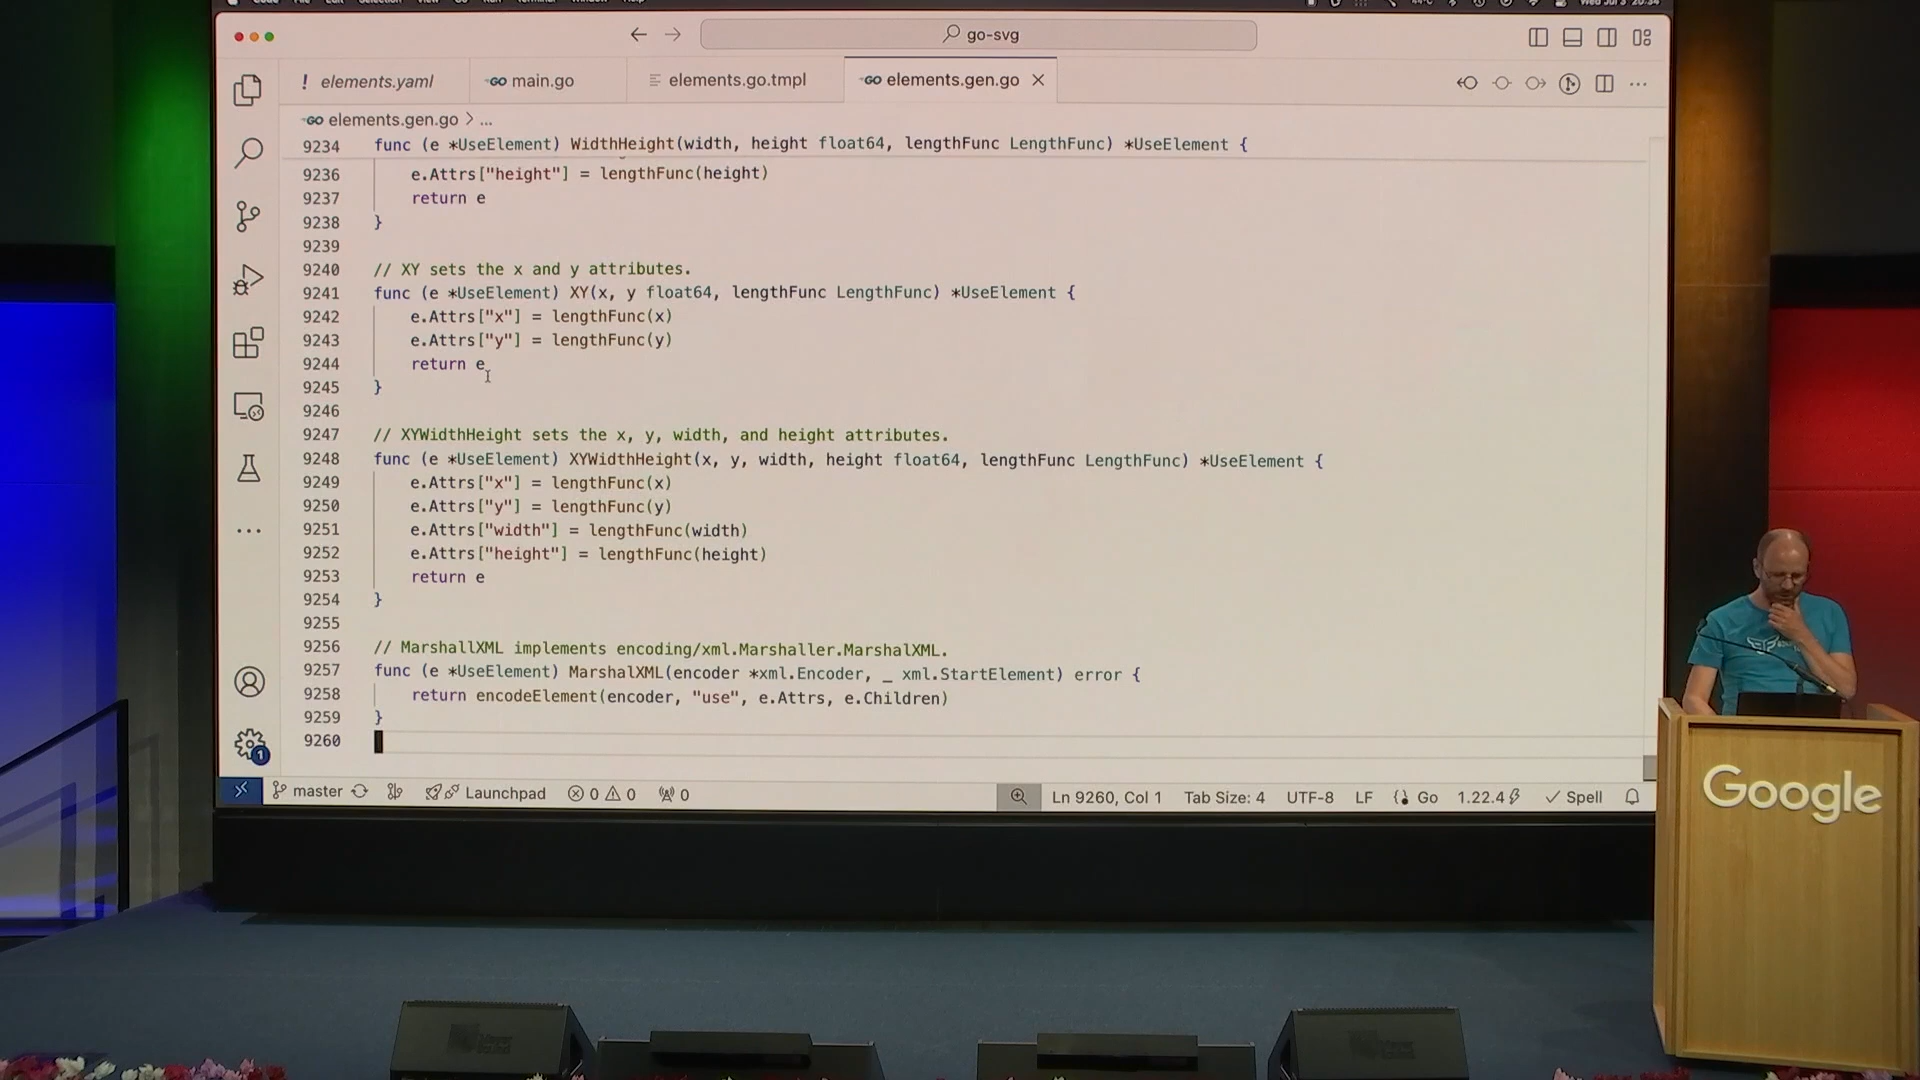 go-svg
! elements.yaml
GO main.go
elements.go.tmpl
GO elements.gen.go
GO elements.gen.go > ...
9234 func (e *UseElement) WidthHeight(width, height float64, lengthFunc LengthFunc) *UseElement {
9236 e.Attrs["height"] = lengthFunc(height)
9237 return e
9238 }
9239
9240 // XY sets the x and y attributes.
9241 func (e *UseElement) XY(x, y float64, lengthFunc LengthFunc) *UseElement {
9242 e.Attrs["x"] = lengthFunc(x)
9243 e.Attrs["y"] = lengthFunc(y)
9244 return e
9245 }
9246
9247 // XYWidthHeight sets the x, y, width, and height attributes.
9248 func (e *UseElement) XYWidthHeight(x, y, width, height float64, lengthFunc LengthFunc) *UseElement {
9249 e.Attrs["x"] = lengthFunc(x)
9250 e.Attrs["y"] = lengthFunc(y)
9251 e.Attrs["width"] = lengthFunc(width)
9252 e.Attrs["height"] = lengthFunc(height)
9253 return e
9254 }
9255
9256 // MarshallXML implements encoding/xml.Marshaller.MarshalXML.
9257 func (e *UseElement) MarshalXML(encoder *xml.Encoder, _ xml.StartElement) error {
9258 return encodeElement(encoder, "use", e.Attrs, e.Children)
9259 }
9260
1
master Launchpad 0 0 0 Ln 9260, Col 1 Tab Size: 4 UTF-8 LF Go 1.22.4 Spell
Google